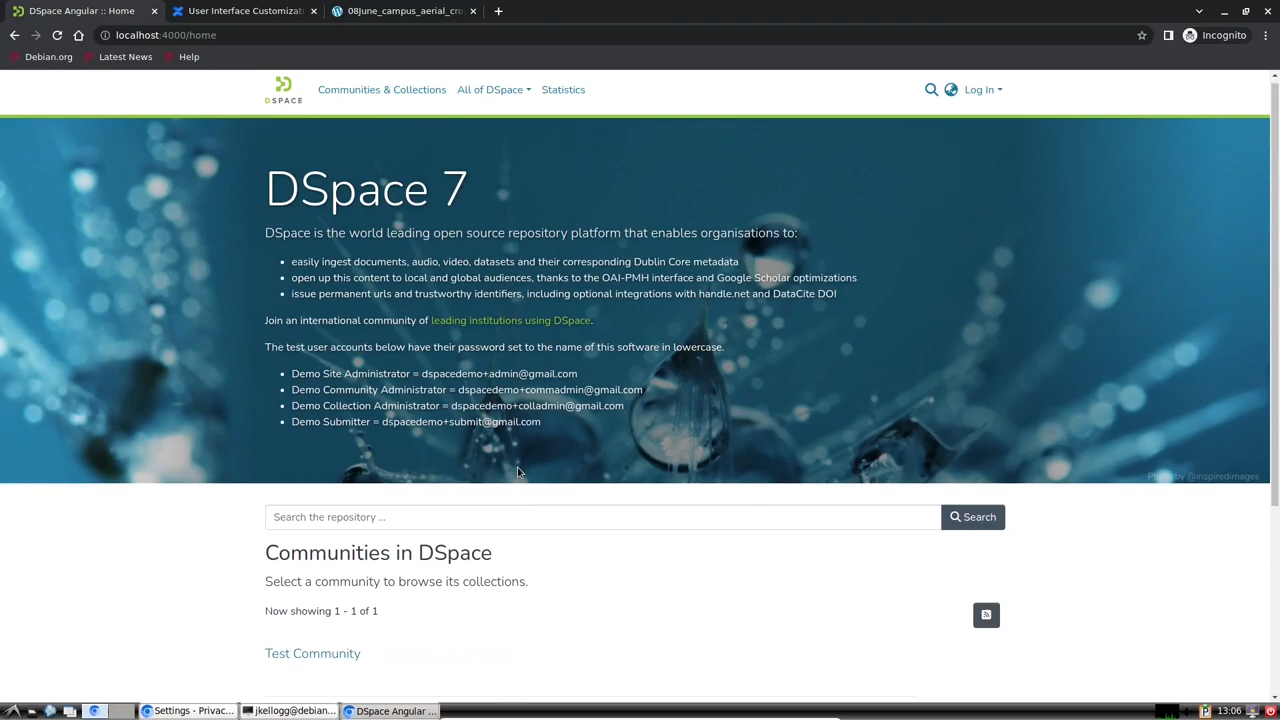 DSpace Angular :: Home
User Interface Customizati
08June_campus_aerial_cro
localhost:4000/home
Incognito
Debian.org
Latest News
Help
DSPACE
Communities & Collections
All of DSpace
Statistics
Log In
DSpace 7
DSpace is the world leading open source repository platform that enables organisations to:
easily ingest documents, audio, video, datasets and their corresponding Dublin Core metadata
open up this content to local and global audiences, thanks to the OAI-PMH interface and Google Scholar optimizations
issue permanent urls and trustworthy identifiers, including optional integrations with handle.net and DataCite DOI
Join an international community of leading institutions using DSpace.
The test user accounts below have their password set to the name of this software in lowercase.
Demo Site Administrator = dspacedemo+admin@gmail.com
Demo Community Administrator = dspacedemo+commadmin@gmail.com
Demo Collection Administrator = dspacedemo+colladmin@gmail.com
Demo Submitter = dspacedemo+submit@gmail.com
Photo by @inspiredimages
Search the repository ...
Search
Communities in DSpace
Select a community to browse its collections.
Now showing 1 - 1 of 1
Test Community
Settings - Privac...
jkellogg@debian...
DSpace Angular ...
13:06